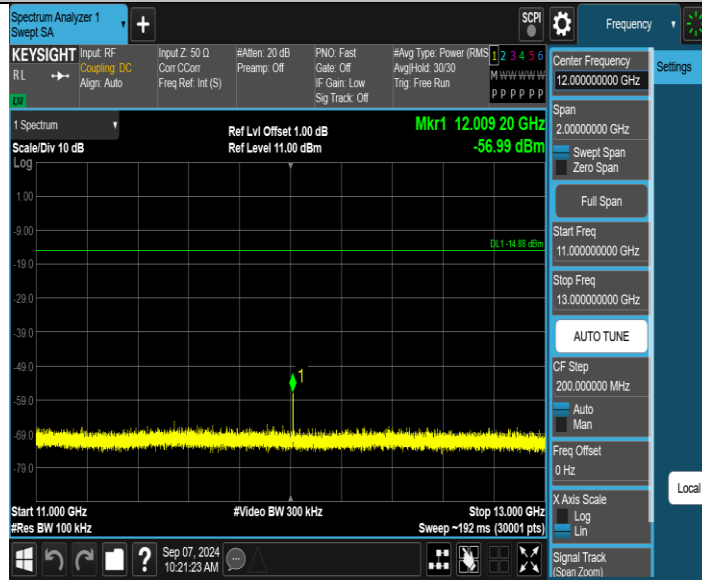 Spectrum Analyzer 1
Swept SA
+
SCPI
Frequency
KEYSIGHT
RL
LXI
Input: RF
Coupling: DC
Align: Auto
Input Z: 50 Ω
Corr CCorr
Freq Ref: Int (S)
#Atten: 20 dB
Preamp: Off
PNO: Fast
Gate: Off
IF Gain: Low
Sig Track: Off
#Avg Type: Power (RMS
Avg|Hold: 30/30
Trig: Free Run
1 2 3 4 5 6
M W W W W W
P P P P P P
1 Spectrum
Scale/Div 10 dB
Log
Ref Lvl Offset 1.00 dB
Ref Level 11.00 dBm
Mkr1 12.009 20 GHz
-56.99 dBm
1.00
-9.00
DL1 -14.88 dBm
-19.0
-29.0
-39.0
-49.0
1
-59.0
-69.0
-79.0
Start 11.000 GHz
#Res BW 100 kHz
#Video BW 300 kHz
Stop 13.000 GHz
Sweep ~192 ms (30001 pts)
?
Sep 07, 2024
10:21:23 AM
Center Frequency
12.000000000 GHz
Span
2.00000000 GHz
Swept Span
Zero Span
Full Span
Start Freq
11.000000000 GHz
Stop Freq
13.000000000 GHz
AUTO TUNE
CF Step
200.000000 MHz
Auto
Man
Freq Offset
0 Hz
X Axis Scale
Log
Lin
Signal Track
(Span Zoom)
Settings
Local